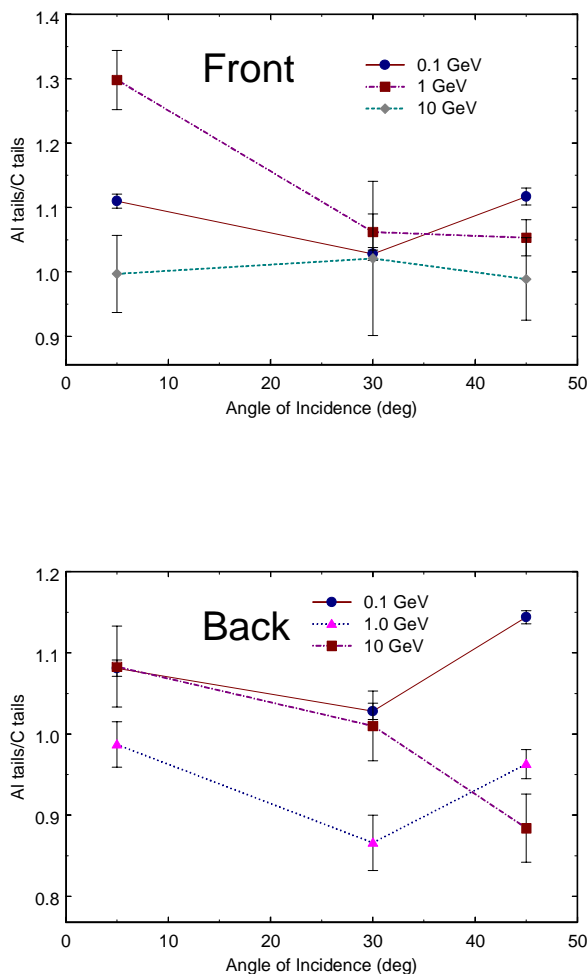 1.4
1.3
1.2
1.1
1.0
0.9
Al tails/C tails
Front
0.1 GeV
1 GeV
10 GeV
0 10 20 30 40 50
Angle of Incidence (deg)
1.2
1.1
1.0
0.9
0.8
Al tails/C tails
Back
0.1 GeV
1.0 GeV
10 GeV
0 10 20 30 40 50
Angle of Incidence (deg)